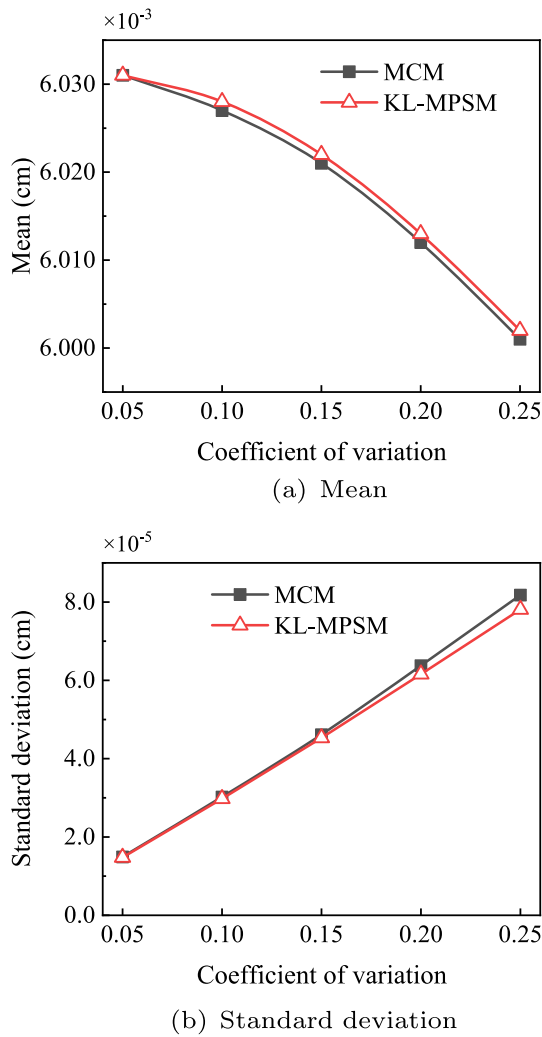 ×10⁻³
MCM
KL-MPSM
Mean (cm)
6.030
6.020
6.010
6.000
0.05 0.10 0.15 0.20 0.25
Coefficient of variation
(a) Mean
×10⁻⁵
MCM
KL-MPSM
Standard deviation (cm)
8.0
6.0
4.0
2.0
0.0
0.05 0.10 0.15 0.20 0.25
Coefficient of variation
(b) Standard deviation